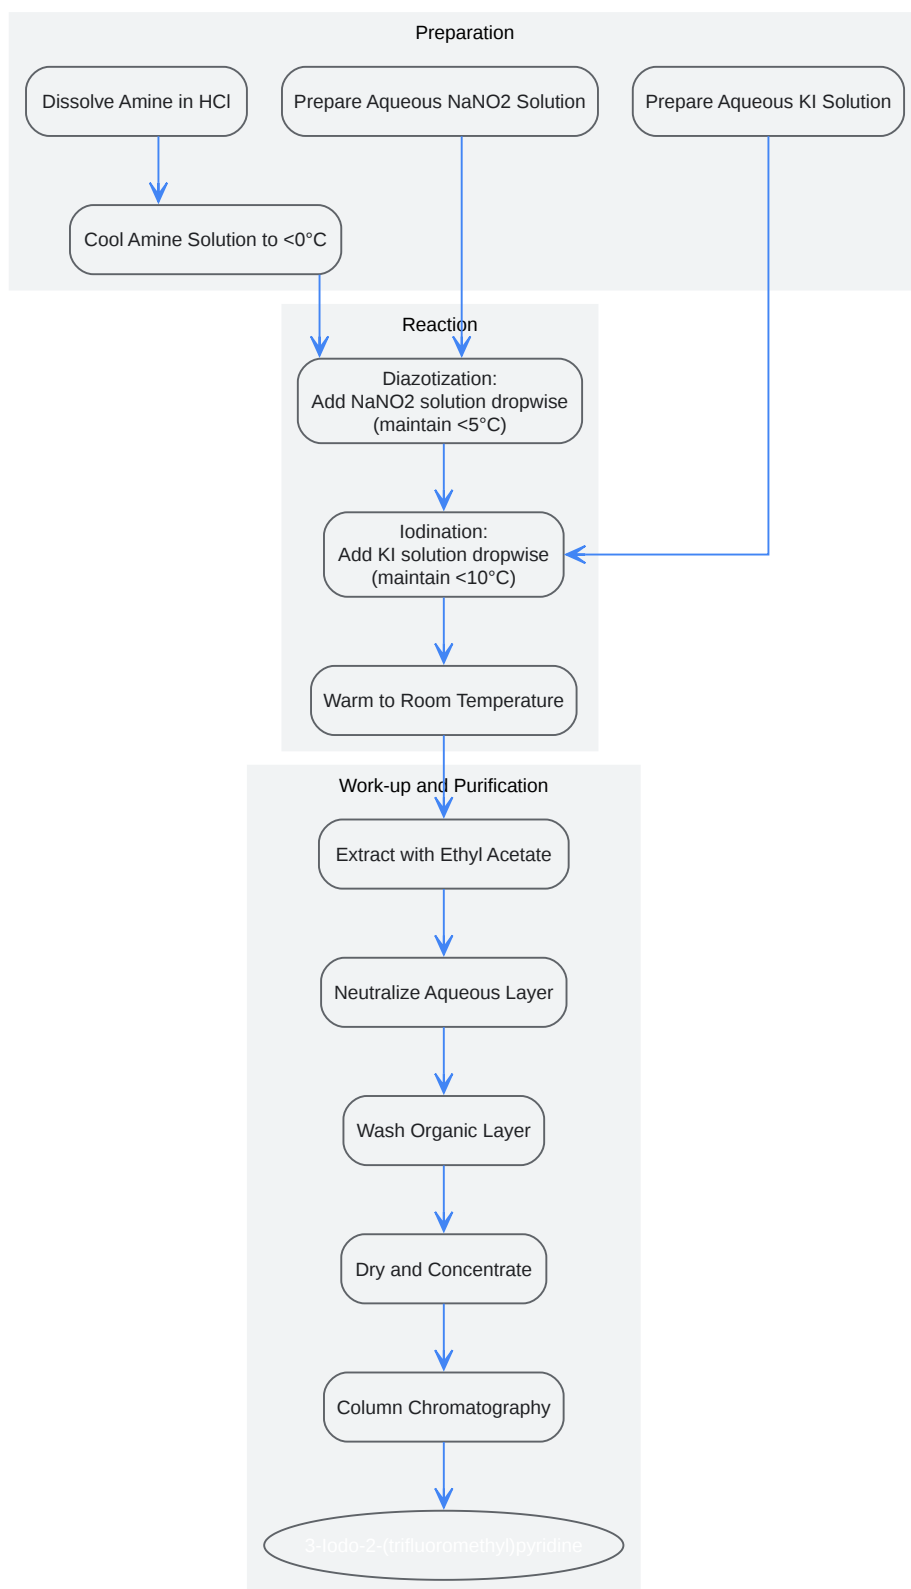 Preparation
Dissolve Amine in HCl
Prepare Aqueous NaNO2 Solution
Prepare Aqueous KI Solution
Cool Amine Solution to <0°C
Reaction
Diazotization:
Add NaNO2 solution dropwise
(maintain <5°C)
Iodination:
Add KI solution dropwise
(maintain <10°C)
Warm to Room Temperature
Work-up and Purification
Extract with Ethyl Acetate
Neutralize Aqueous Layer
Wash Organic Layer
Dry and Concentrate
Column Chromatography
3-Iodo-2-(trifluoromethyl)pyridine